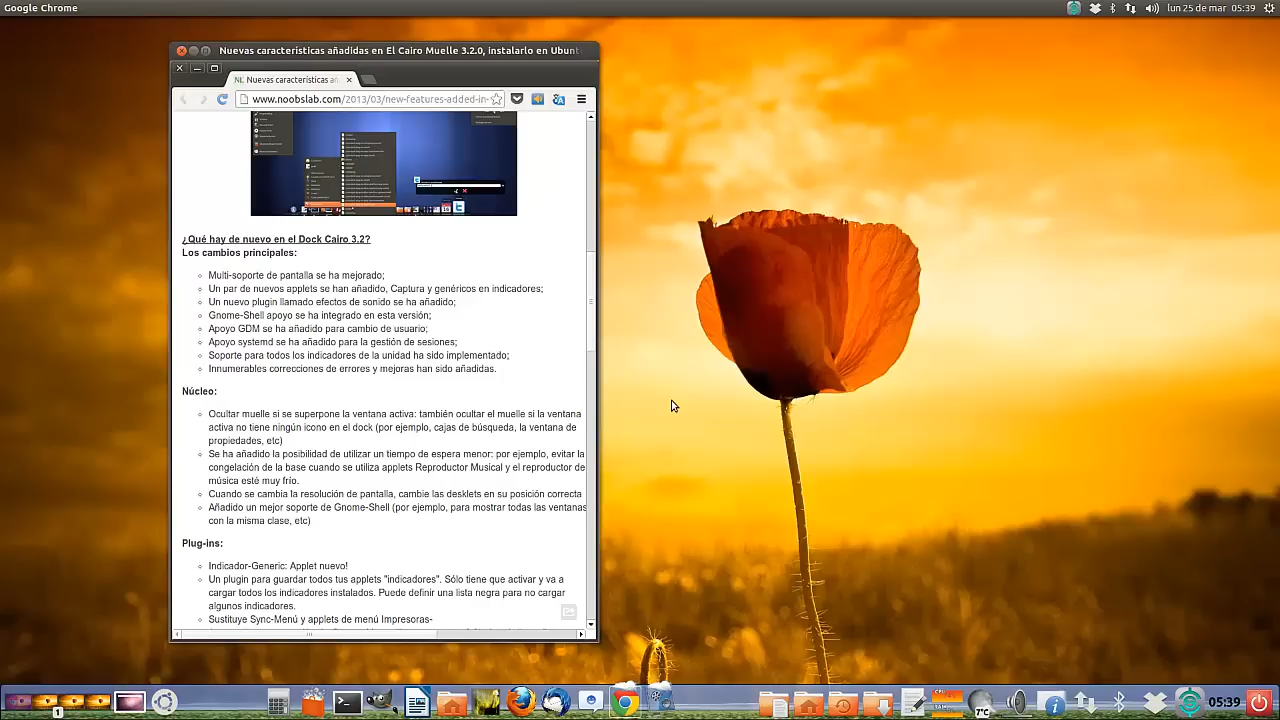 Google Chrome
lun 25 de mar 05:39
Nuevas características añadidas en El Cairo Muelle 3.2.0, instalarlo en Ubunt
Nuevas características añ
www.noobslab.com/2013/03/new-features-added-in-
¿Qué hay de nuevo en el Dock Cairo 3.2?
Los cambios principales:
Multi-soporte de pantalla se ha mejorado;
Un par de nuevos applets se han añadido, Captura y genéricos en indicadores;
Un nuevo plugin llamado efectos de sonido se ha añadido;
Gnome-Shell apoyo se ha integrado en esta versión;
Apoyo GDM se ha añadido para cambio de usuario;
Apoyo systemd se ha añadido para la gestión de sesiones;
Soporte para todos los indicadores de la unidad ha sido implementado;
Innumerables correcciones de errores y mejoras han sido añadidas.
Núcleo:
Ocultar muelle si se superpone la ventana activa: también ocultar el muelle si la ventana
activa no tiene ningún icono en el dock (por ejemplo, cajas de búsqueda, la ventana de
propiedades, etc)
Se ha añadido la posibilidad de utilizar un tiempo de espera menor: por ejemplo, evitar la
congelación de la base cuando se utiliza applets Reproductor Musical y el reproductor de
música esté muy frío.
Cuando se cambia la resolución de pantalla, cambie las desklets en su posición correcta
Añadido un mejor soporte de Gnome-Shell (por ejemplo, para mostrar todas las ventanas
con la misma clase, etc)
Plug-ins:
Indicador-Generic: Applet nuevo!
Un plugin para guardar todos tus applets "indicadores". Sólo tiene que activar y va a
cargar todos los indicadores instalados. Puede definir una lista negra para no cargar
algunos indicadores.
Sustituye Sync-Menú y applets de menú Impresoras-
1
7°C
05:39